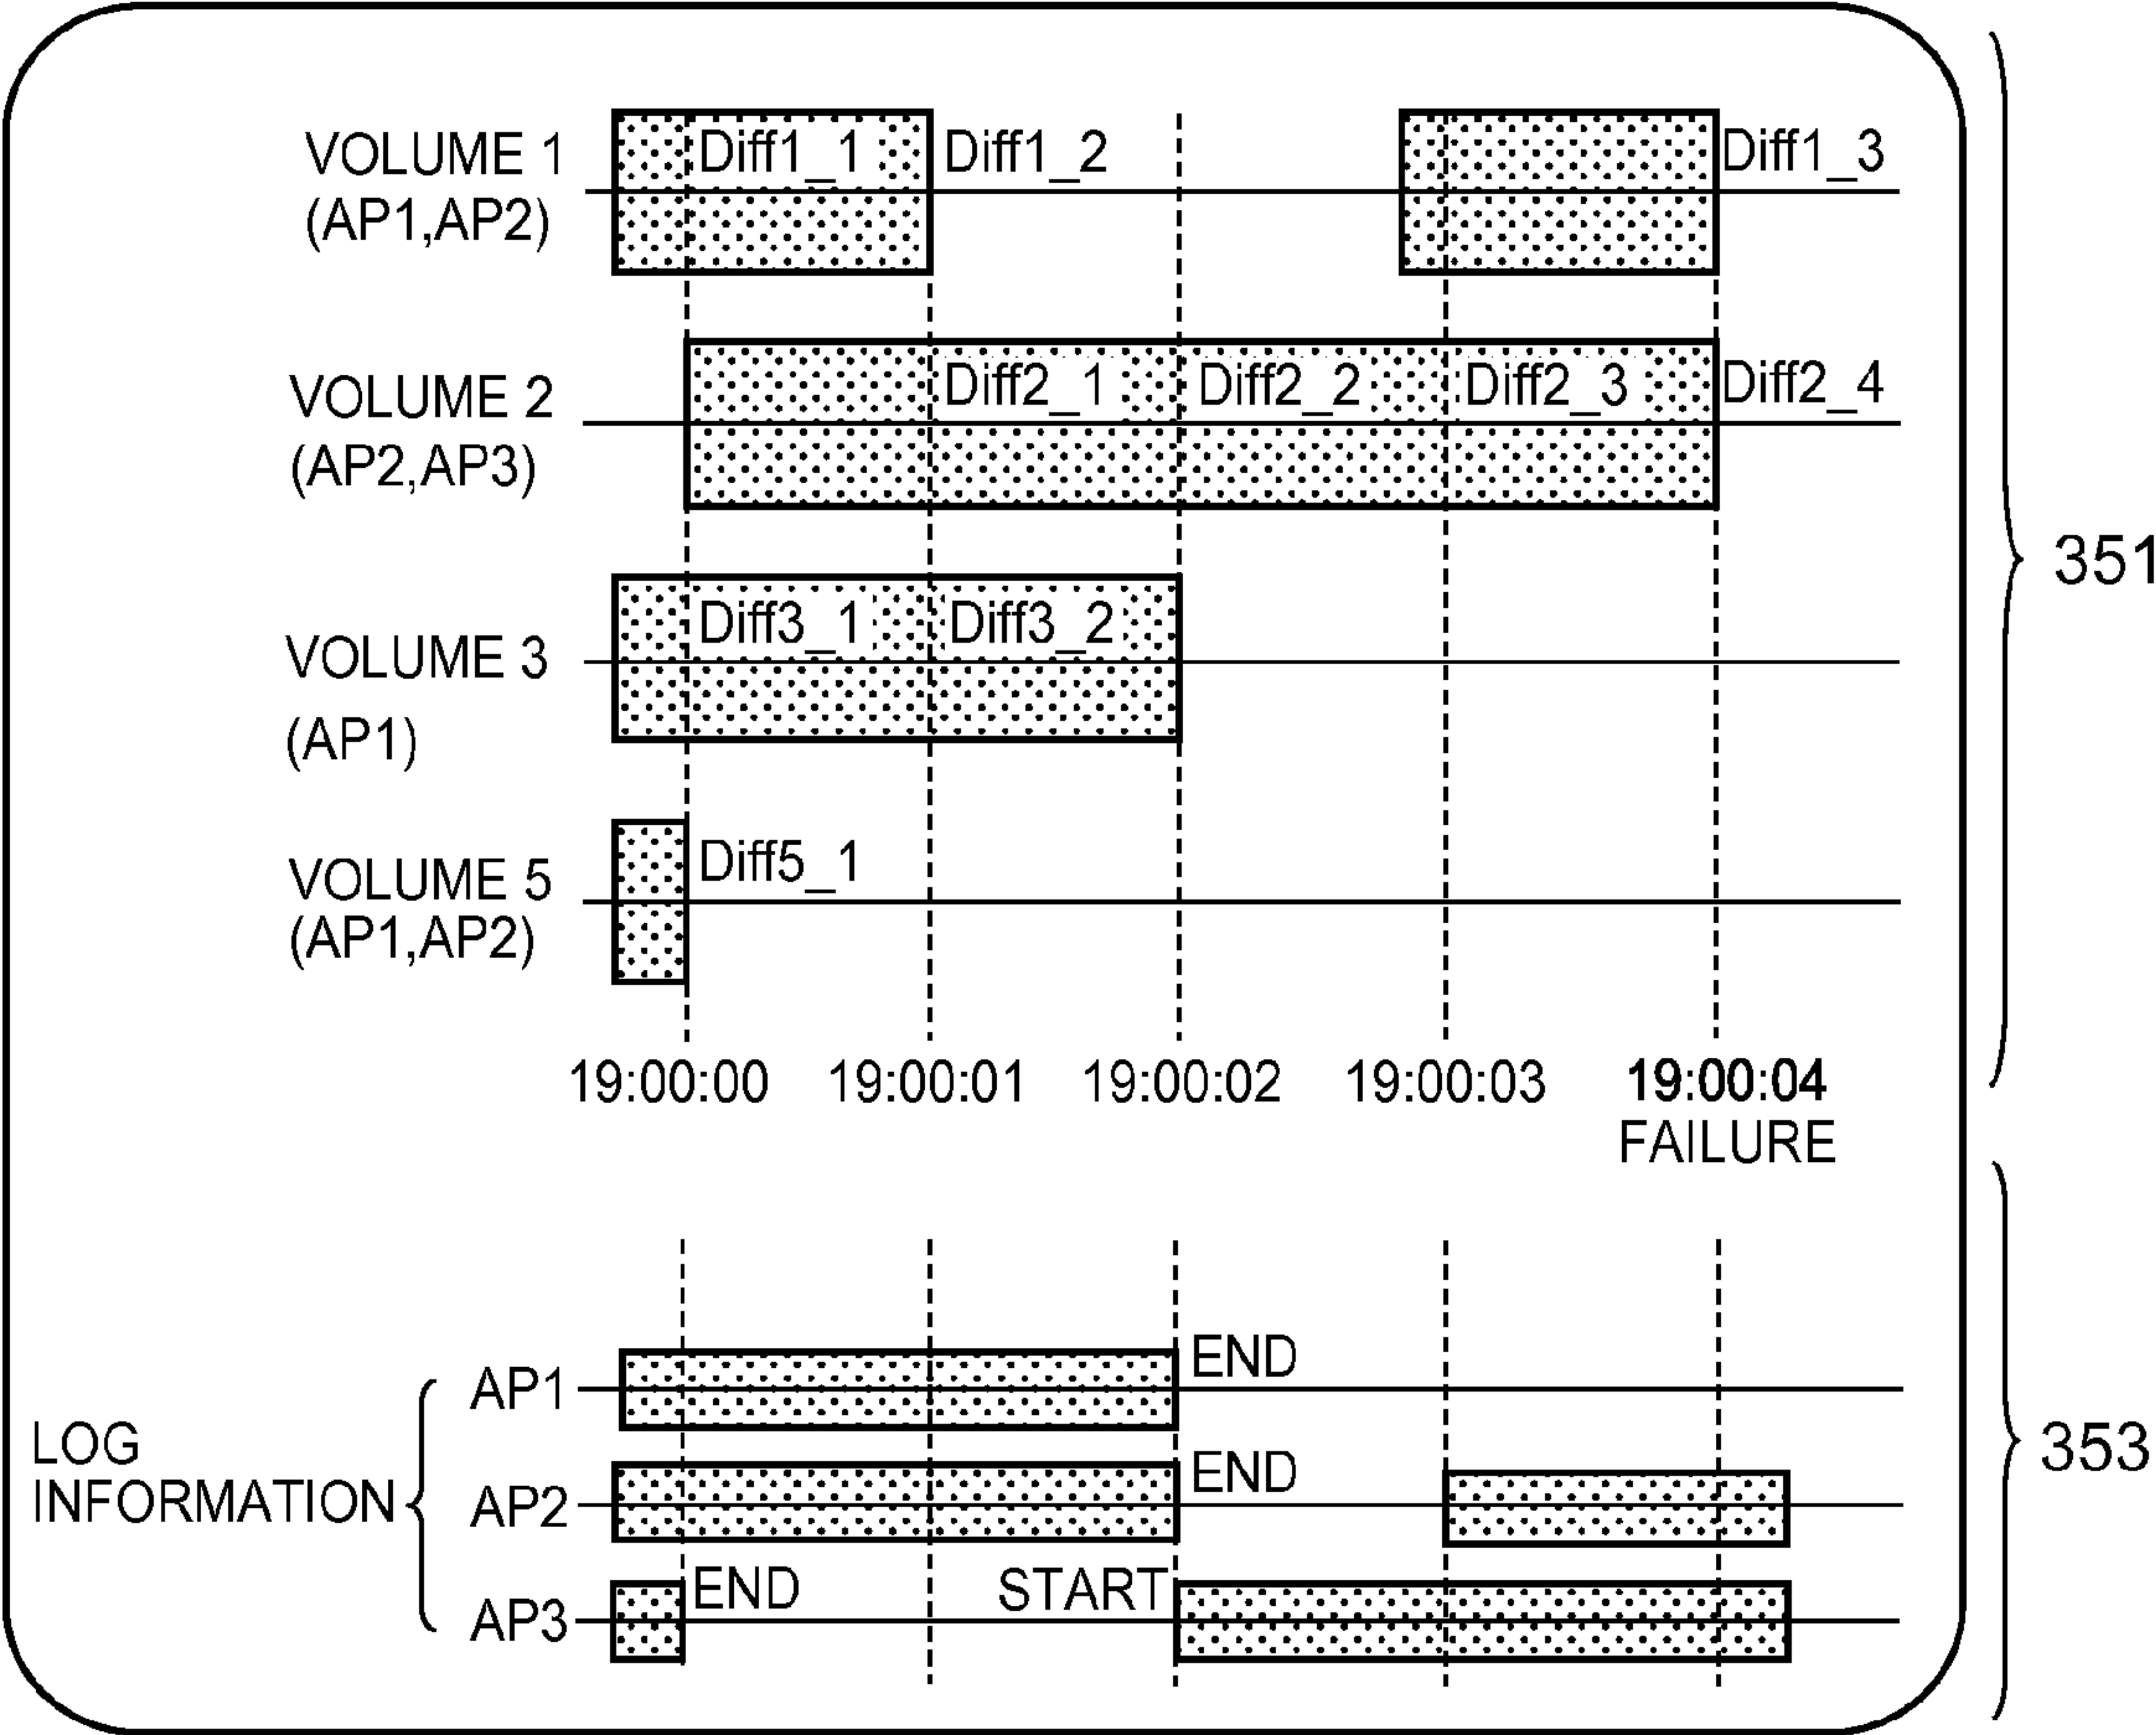 VOLUME 1
(AP1,AP2)
Diff1_1
Diff1_2
Diff1_3
VOLUME 2
(AP2,AP3)
Diff2_1
Diff2_2
Diff2_3
Diff2_4
351
VOLUME 3
(AP1)
Diff3_1
Diff3_2
VOLUME 5
(AP1,AP2)
Diff5_1
19:00:00
19:00:01
19:00:02
19:00:03
19:00:04
FAILURE
LOG
INFORMATION
AP1
END
AP2
END
AP3
END
START
353